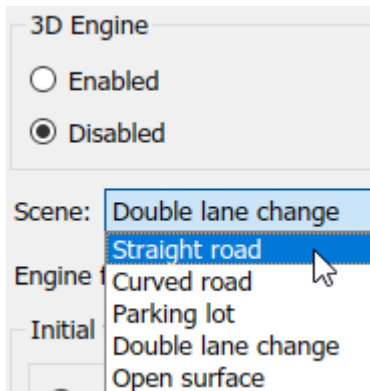 3D Engine
Enabled
Disabled
Scene: Double lane change
Straight road
Engine
Curved road
Parking lot
Initial
Double lane change
Open surface